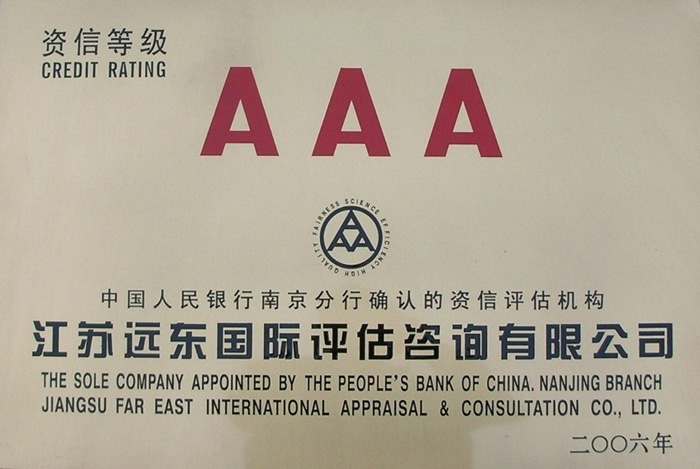 资信等级
CREDIT RATING
AAA
FAIRNESS SCIENCE EFFICIENCY HIGH QUALITY
AAA
中国人民银行南京分行确认的资信评估机构
江苏远东国际评估咨询有限公司
THE SOLE COMPANY APPOINTED BY THE PEOPLE'S BANK OF CHINA. NANJING BRANCH
JIANGSU FAR EAST INTERNATIONAL APPRAISAL & CONSULTATION CO., LTD.
二〇〇六年